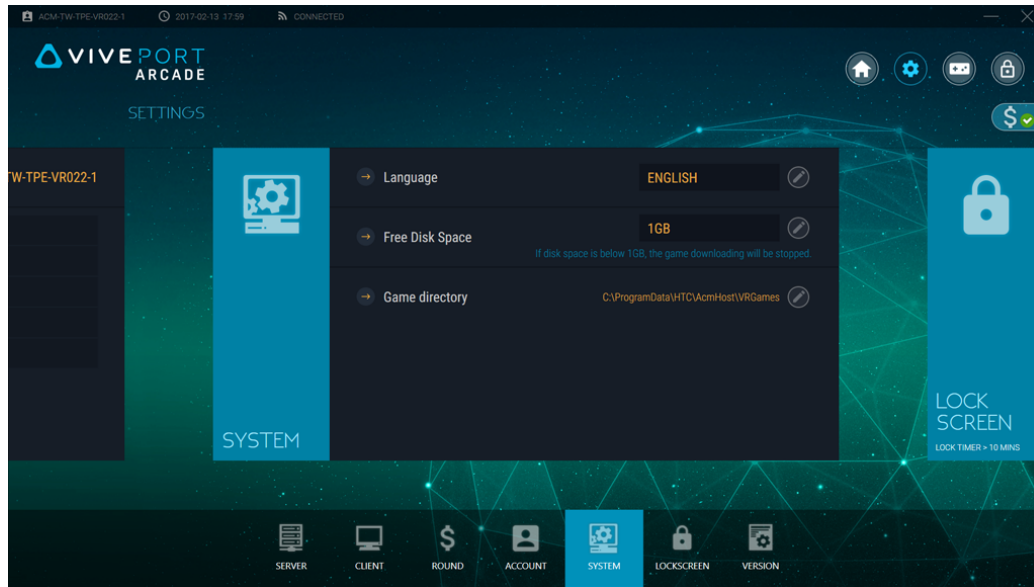 ACM-TW-TPE-VR022-1 2017-02-13 17:59 CONNECTED
VIVEPORT
ARCADE
SETTINGS
W-TPE-VR022-1
Language ENGLISH
Free Disk Space 1GB
If disk space is below 1GB, the game downloading will be stopped.
Game directory C:\ProgramData\HTC\AcmHost\VRGames
SYSTEM
LOCK
SCREEN
LOCK TIMER > 10 MINS
SERVER CLIENT ROUND ACCOUNT SYSTEM LOCKSCREEN VERSION